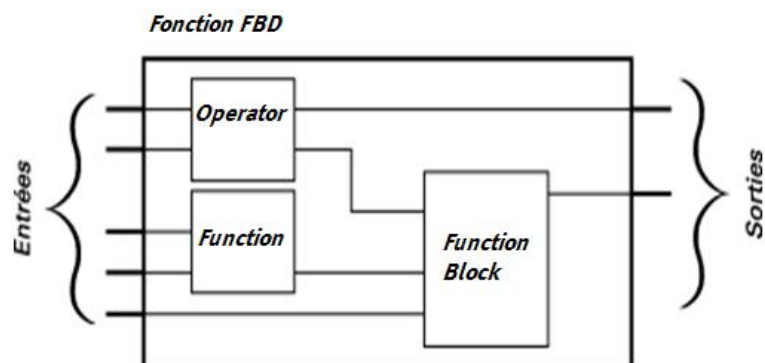 Fonction FBD
Entrées
Operator
Function
Function
Block
Sorties